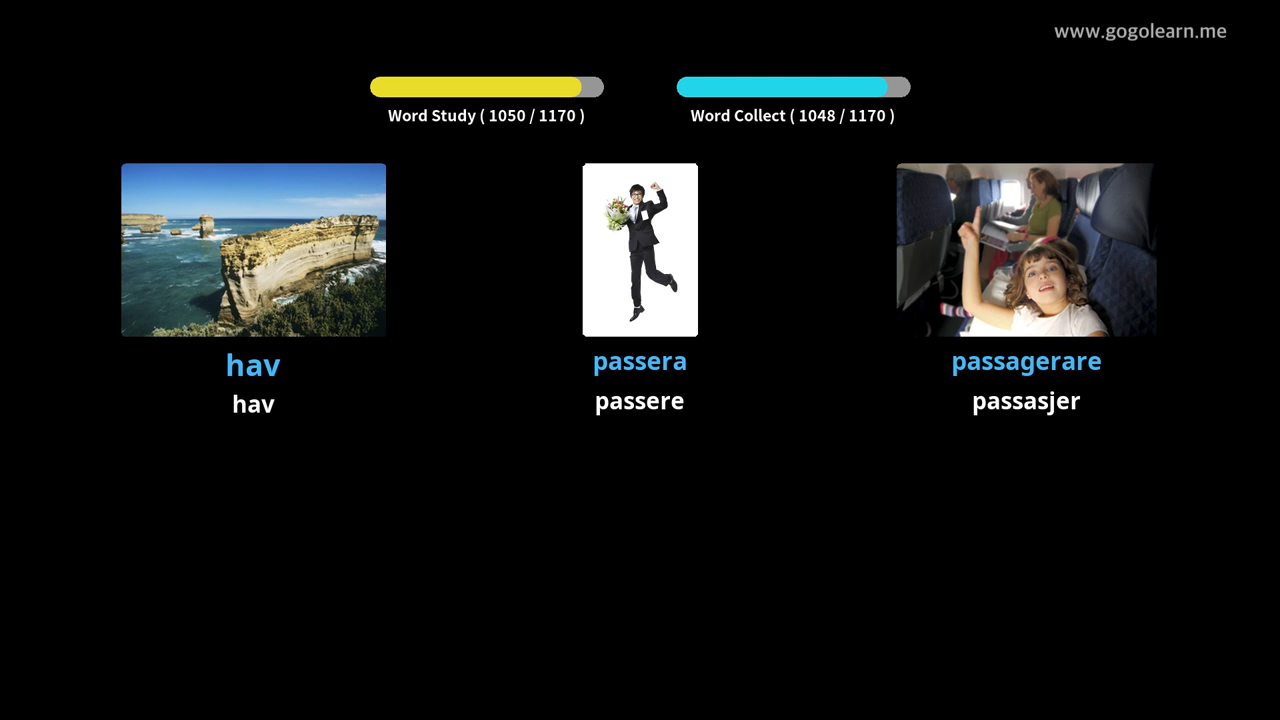 www.gogolearn.me
Word Study ( 1050 / 1170 )
Word Collect ( 1048 / 1170 )
hav
hav
passera
passere
passagerare
passasjer